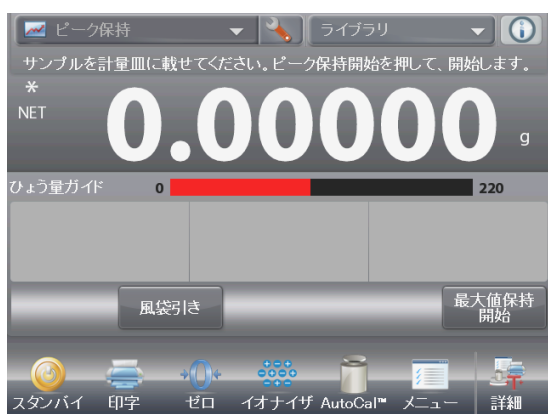 ピーク保持 ライブラリ
サンプルを計量皿に載せてください。ピーク保持開始を押して、開始します。
*
NET
0.00000 g
ひょう量ガイド 0 220
風袋引き
最大値保持
開始
スタンバイ 印字 ゼロ イオナイザ AutoCal™ メニュー 詳細